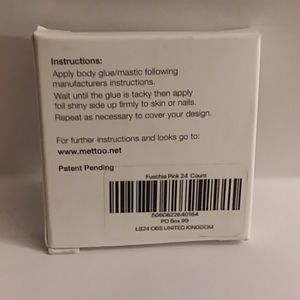 Instructions:
Apply body glue/mastic following
manufacturers instructions.
Wait until the glue is tacky then apply
foil shiny side up firmly to skin or nails.
Repeat as necessary to cover your design.
For further instructions and looks go to:
www.mettoo.net
Patent Pending
Fuschia Pink 24 Count
5060622640164
PO Box 99
LS24 0BS UNITED KINGDOM